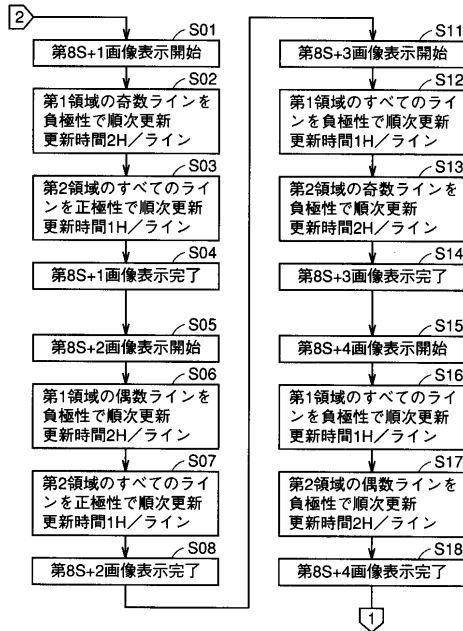 2
S01
第8S+1画像表示開始
S02
第1領域の奇数ラインを
負極性で順次更新
更新時間2H／ライン
S03
第2領域のすべてのライ
ンを正極性で順次更新
更新時間1H／ライン
S04
第8S+1画像表示完了
S05
第8S+2画像表示開始
S06
第1領域の偶数ラインを
負極性で順次更新
更新時間2H／ライン
S07
第2領域のすべてのライ
ンを正極性で順次更新
更新時間1H／ライン
S08
第8S+2画像表示完了
S11
第8S+3画像表示開始
S12
第1領域のすべてのライ
ンを負極性で順次更新
更新時間1H／ライン
S13
第2領域の奇数ラインを
負極性で順次更新
更新時間2H／ライン
S14
第8S+3画像表示完了
S15
第8S+4画像表示開始
S16
第1領域のすべてのライ
ンを負極性で順次更新
更新時間1H／ライン
S17
第2領域の偶数ラインを
負極性で順次更新
更新時間2H／ライン
S18
第8S+4画像表示完了
1